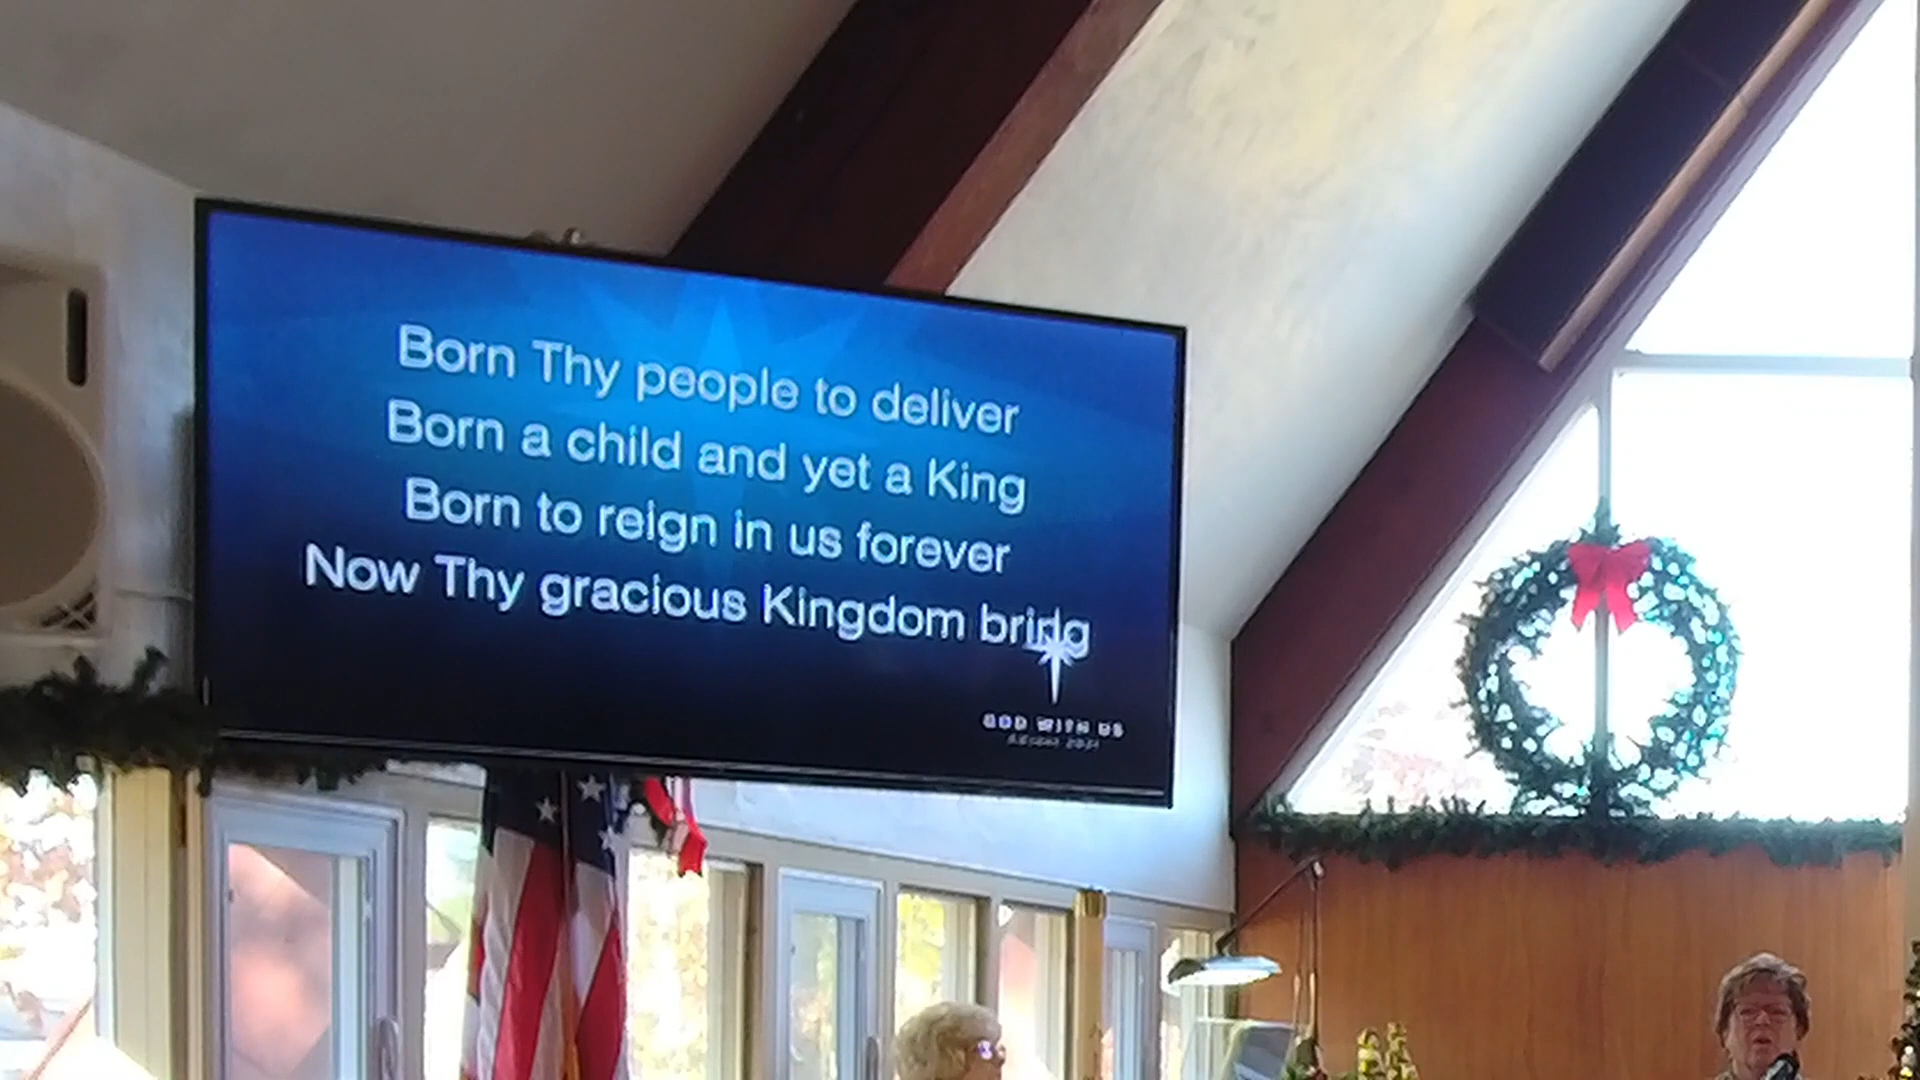 Born Thy people to deliver
Born a child and yet a King
Born to reign in us forever
Now Thy gracious Kingdom bring
GOD WITH US